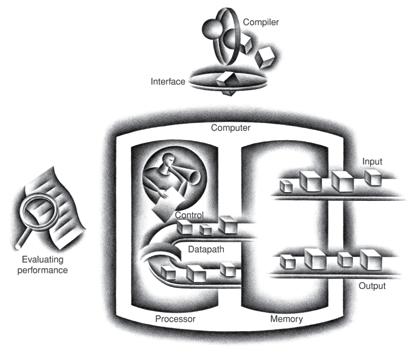 Compiler
Interface
Computer
Input
Control
Datapath
Evaluating
performance
Output
Processor
Memory